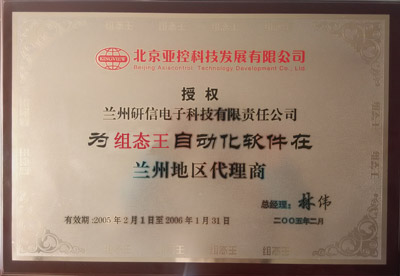 KINGVIEW
北京亚控科技发展有限公司
Beijing Asiacontrol Technology Development Co., Ltd
授权
兰州研信电子科技有限责任公司
为组态王自动化软件在
兰州地区代理商
总经理：林伟
有效期：2005年2月1日至2006年1月31日
二〇〇五年二月